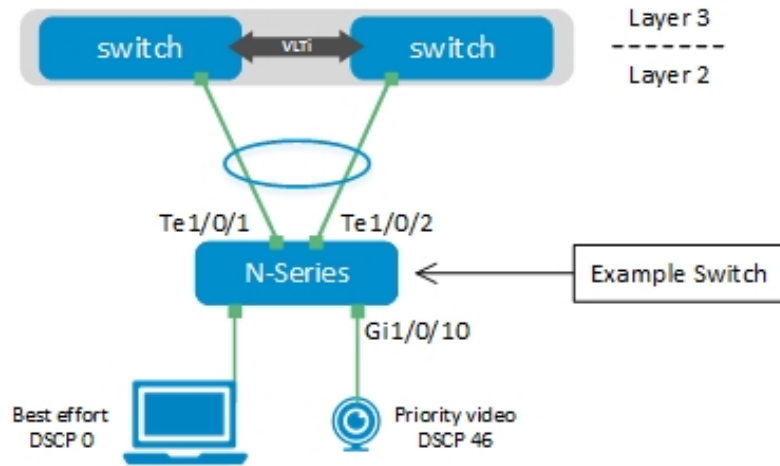 switch
VLTi
switch
Layer 3
Layer 2
Te1/0/1
Te1/0/2
N-Series
Example Switch
Gi1/0/10
Best effort
DSCP 0
Priority video
DSCP 46